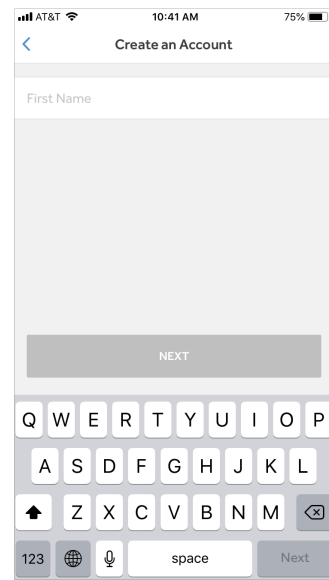 AT&T 10:41 AM 75%
Create an Account
First Name
NEXT
Q W E R T Y U I O P
A S D F G H J K L
Z X C V B N M
123 space Next